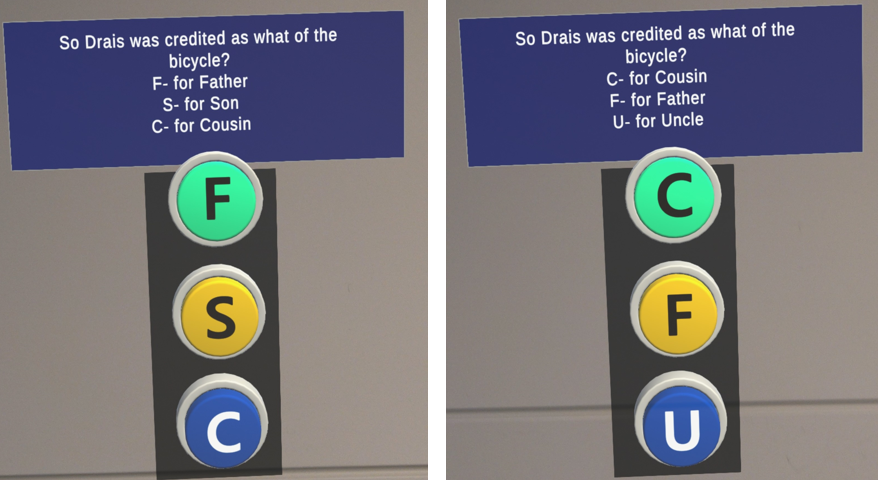 So Drais was credited as what of the
bicycle?
F- for Father
S- for Son
C- for Cousin
F
S
C
So Drais was credited as what of the
bicycle?
C- for Cousin
F- for Father
U- for Uncle
C
F
U